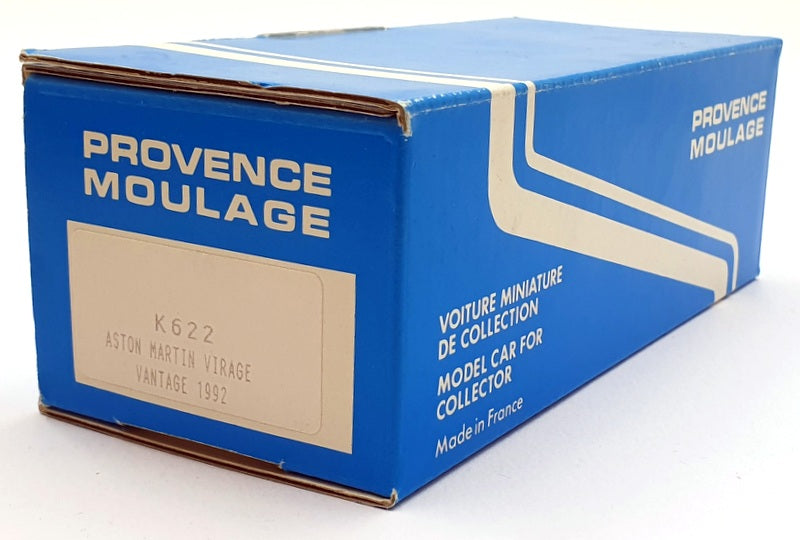 PROVENCE
MOULAGE
K622
ASTON MARTIN VIRAGE
VANTAGE 1992
PROVENCE
MOULAGE
VOITURE MINIATURE
DE COLLECTION
MODEL CAR FOR
COLLECTOR
Made in France